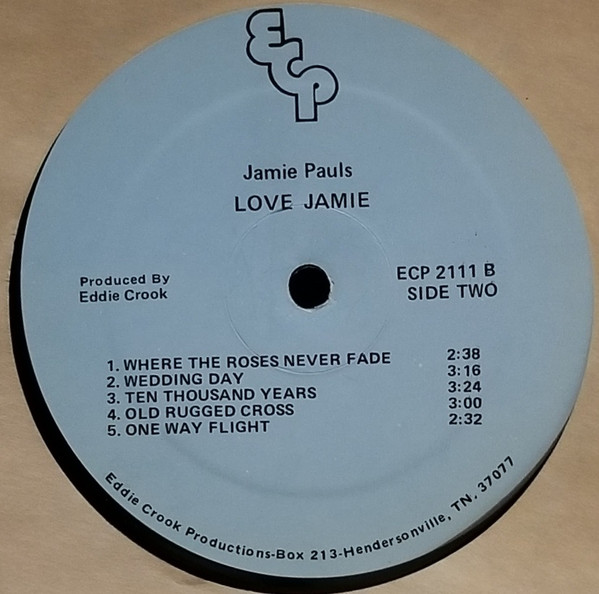 ECP
Jamie Pauls
LOVE JAMIE
Produced By
Eddie Crook
ECP 2111 B
SIDE TWO
1. WHERE THE ROSES NEVER FADE 2:38
2. WEDDING DAY 3:16
3. TEN THOUSAND YEARS 3:24
4. OLD RUGGED CROSS 3:00
5. ONE WAY FLIGHT 2:32
Eddie Crook Productions-Box 213-Hendersonville, TN, 37077